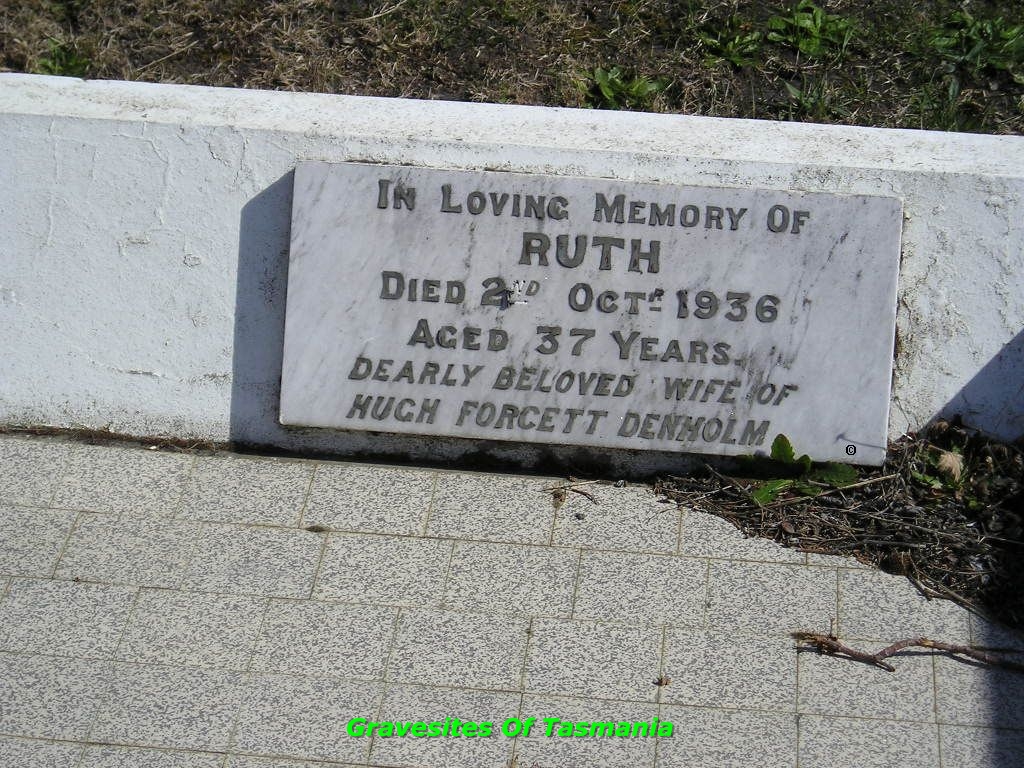 IN LOVING MEMORY OF
RUTH
DIED 2ND OCTR 1936
AGED 37 YEARS.
DEARLY BELOVED WIFE OF
HUGH FORCETT DENHOLM
©
Gravesites Of Tasmania